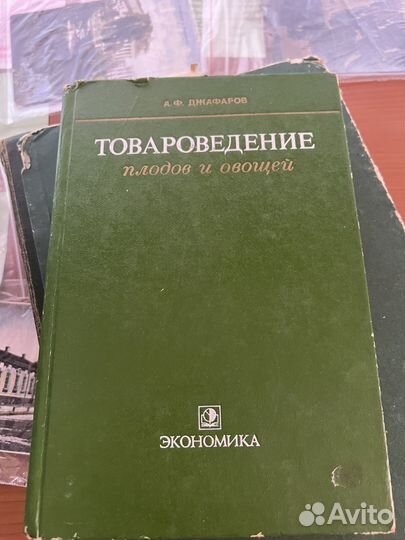 А.Ф. ДЖАФАРОВ
ТОВАРОВЕДЕНИЕ
плодов и овощей
ЭКОНОМИКА
Avito